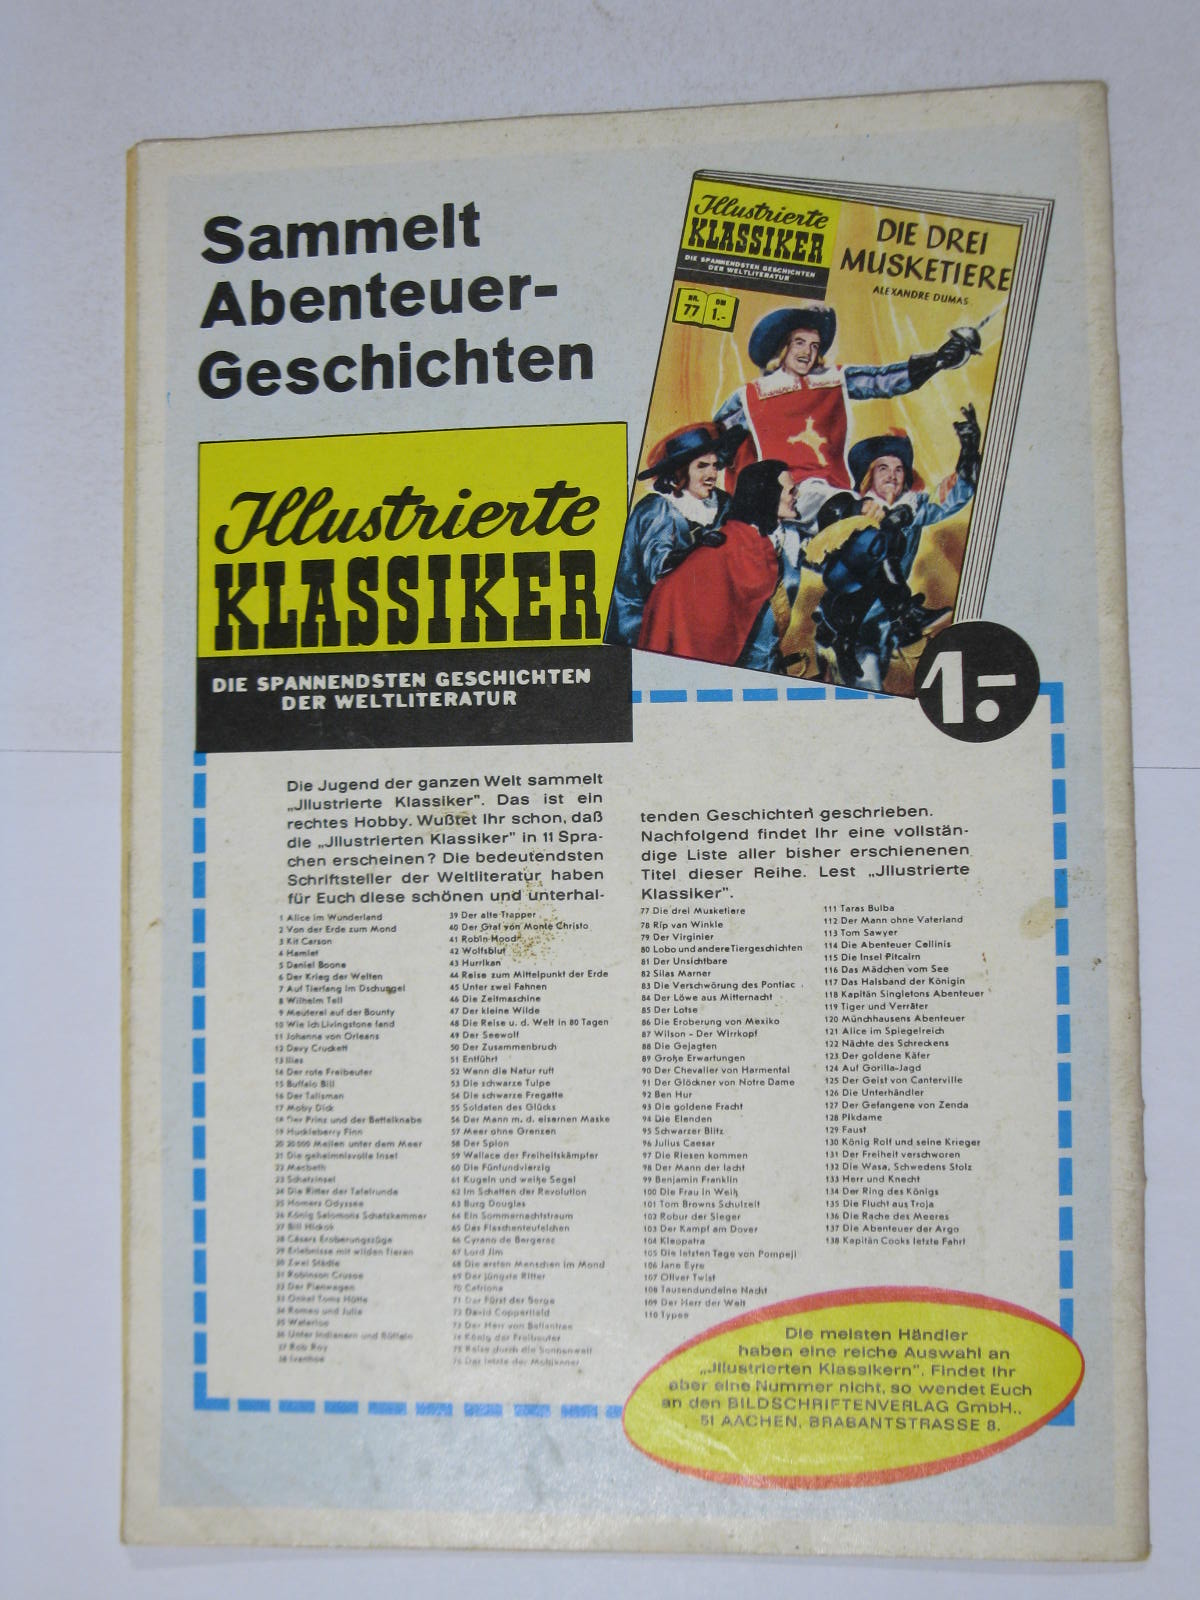 Sammelt
Abenteuer-
Geschichten
Illustrierte
KLASSIKER
DIE SPANNENDSTEN GESCHICHTEN
DER WELTLITERATUR
NR. 77
DM 1.-
DIE DREI
MUSKETIERE
ALEXANDRE DUMAS
Illustrierte
KLASSIKER
DIE SPANNENDSTEN GESCHICHTEN
DER WELTLITERATUR
1.-
Die Jugend der ganzen Welt sammelt
„Jllustrierte Klassiker". Das ist ein
rechtes Hobby. Wußtet Ihr schon, daß
die „Jllustrierten Klassiker" in 11 Spra-
chen erscheinen? Die bedeutendsten
Schriftsteller der Weltliteratur haben
für Euch diese schönen und unterhal-
tenden Geschichten geschrieben.
Nachfolgend findet Ihr eine vollstän-
dige Liste aller bisher erschienenen
Titel dieser Reihe. Lest „Jllustrierte
Klassiker".
1 Alice im Wunderland
2 Von der Erde zum Mond
3 Kit Carson
4 Hamlet
5 Daniel Boone
6 Der Krieg der Welten
7 Auf Tierfang im Dschungel
8 Wilhelm Tell
9 Meuterei auf der Bounty
10 Wie ich Livingstone fand
11 Johanna von Orleans
12 Davy Crockett
13 Ilias
14 Der rote Freibeuter
15 Buffalo Bill
16 Der Talisman
17 Moby Dick
18 Der Prinz und der Bettelknabe
19 Huckleberry Finn
20 20 000 Meilen unter dem Meer
21 Die geheimnisvolle Insel
22 Macbeth
23 Schatzinsel
24 Die Ritter der Tafelrunde
25 Homers Odyssee
26 König Salomons Schatzkammer
27 Bill Hickok
28 Cäsars Eroberungszüge
29 Erlebnisse mit wilden Tieren
30 Zwei Städte
31 Robinson Crusoe
32 Der Planwagen
33 Onkel Toms Hütte
34 Romeo und Julia
35 Waterloo
36 Unter Indianern und Büffeln
37 Rob Roy
38 Ivanhoe
39 Der alte Trapper
40 Der Graf von Monte Christo
41 Robin Hood
42 Wolfsblut
43 Hurrikan
44 Reise zum Mittelpunkt der Erde
45 Unter zwei Fahnen
46 Die Zeitmaschine
47 Der kleine Wilde
48 Die Reise u. d. Welt in 80 Tagen
49 Der Seewolf
50 Der Zusammenbruch
51 Entführt
52 Wenn die Natur ruft
53 Die schwarze Tulpe
54 Die schwarze Fregatte
55 Soldaten des Glücks
56 Der Mann m. d. eisernen Maske
57 Meer ohne Grenzen
58 Der Spion
59 Wallace der Freiheitskämpfer
60 Die Fünfundvierzig
61 Kugeln und weiße Segel
62 Im Schatten der Revolution
63 Burg Douglas
64 Ein Sommernachtstraum
65 Das Flaschenteufelchen
66 Cyrano de Bergerac
67 Lord Jim
68 Die ersten Menschen im Mond
69 Der jüngste Ritter
70 Catriona
71 Der Fürst der Berge
72 David Copperfield
73 Der Herr von Ballantrae
74 König der Freibeuter
75 Reise durch die Sonnenwelt
76 Der letzte der Mohikaner
77 Die drei Musketiere
78 Rip van Winkle
79 Der Virginier
80 Lobo und andere Tiergeschichten
81 Der Unsichtbare
82 Silas Marner
83 Die Verschwörung des Pontiac
84 Der Löwe aus Mitternacht
85 Der Lotse
86 Die Eroberung von Mexiko
87 Wilson - Der Wirrkopf
88 Die Gejagten
89 Große Erwartungen
90 Der Chevalier von Harmental
91 Der Glöckner von Notre Dame
92 Ben Hur
93 Die goldene Fracht
94 Die Elenden
95 Schwarzer Blitz
96 Julius Caesar
97 Die Riesen kommen
98 Der Mann der lacht
99 Benjamin Franklin
100 Die Frau in Weiß
101 Tom Browns Schulzeit
102 Robur der Sieger
103 Der Kampf am Dover
104 Kleopatra
105 Die letzten Tage von Pompeji
106 Jane Eyre
107 Oliver Twist
108 Tausendundeine Nacht
109 Der Herr der Welt
110 Typee
111 Taras Bulba
112 Der Mann ohne Vaterland
113 Tom Sawyer
114 Die Abenteuer Cellinis
115 Die Insel Pitcairn
116 Das Mädchen vom See
117 Das Halsband der Königin
118 Kapitän Singletons Abenteuer
119 Tiger und Verräter
120 Münchhausens Abenteuer
121 Alice im Spiegelreich
122 Nächte des Schreckens
123 Der goldene Käfer
124 Auf Gorilla-Jagd
125 Der Geist von Canterville
126 Die Unterhändler
127 Der Gefangene von Zenda
128 Pikdame
129 Faust
130 König Rolf und seine Krieger
131 Der Freiheit verschworen
132 Die Wasa, Schwedens Stolz
133 Herr und Knecht
134 Der Ring des Königs
135 Die Flucht aus Troja
136 Die Rache des Meeres
137 Die Abenteuer der Argo
138 Kapitän Cooks letzte Fahrt
Die meisten Händler
haben eine reiche Auswahl an
„Jllustrierten Klassikern". Findet Ihr
aber eine Nummer nicht, so wendet Euch
an den BILDSCHRIFTENVERLAG GmbH.,
51 AACHEN, BRABANTSTRASSE 8.